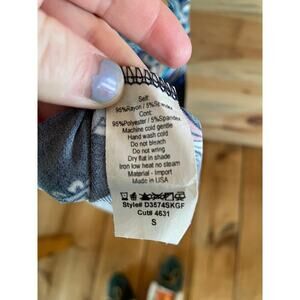 Self:
95%Rayon / 5%Spandex
Cont:
95%Polyester / 5%Spandex
Machine cold gentle
Hand wash cold
Do not bleach
Do not wring
Dry flat in shade
Iron low heat no steam
Material - Import
Made in USA
Style# D3574SKGF
Cut# 4631
S